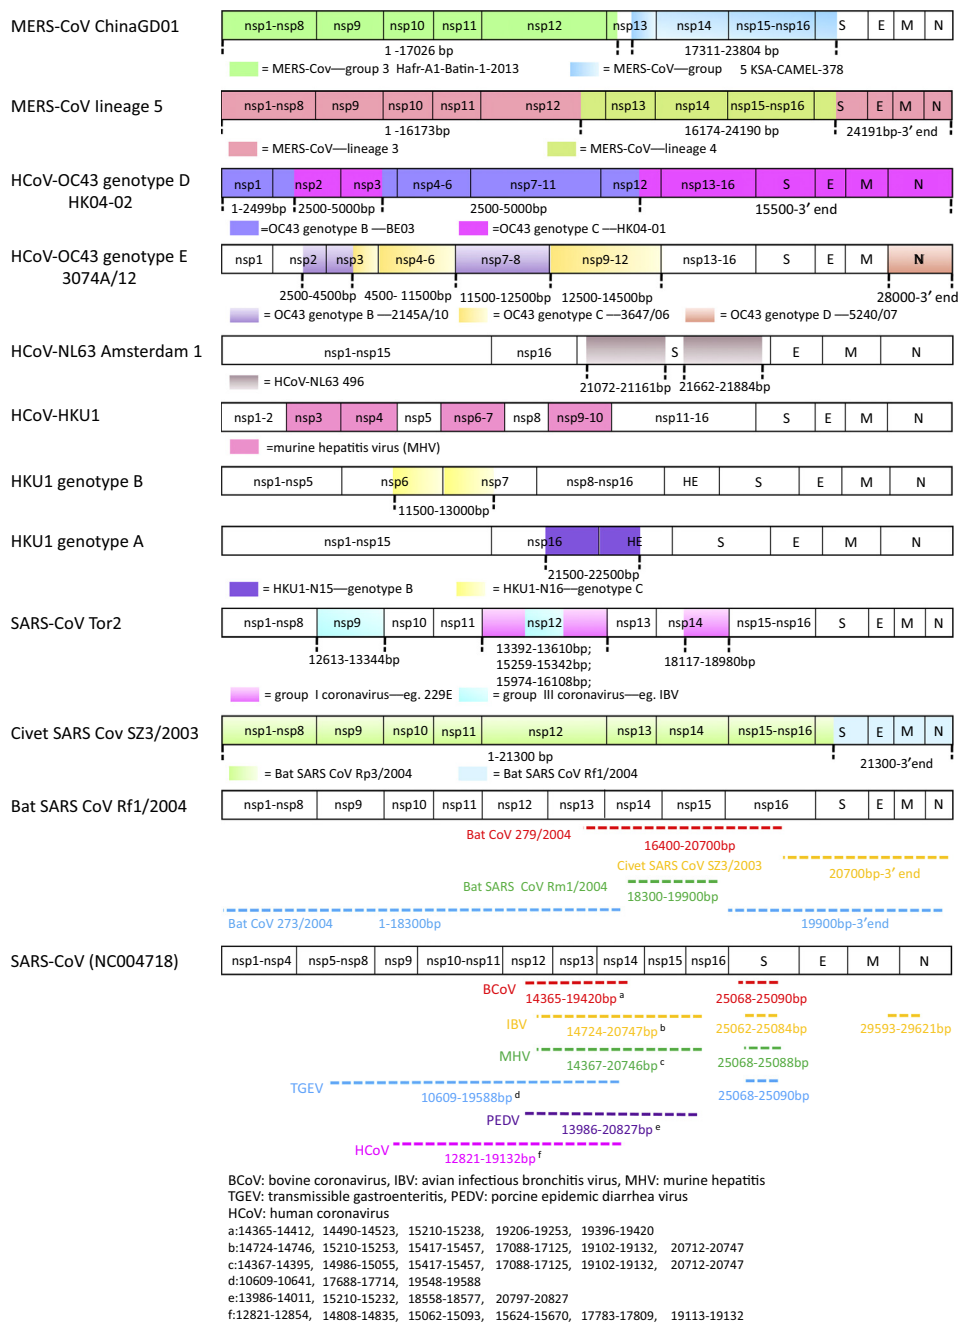 MERS-CoV ChinaGD01 nsp1-nsp8 nsp9 nsp10 nsp11 nsp12 nsp13 nsp14 nsp15-nsp16 S E M N
1 -17026 bp 17311-23804 bp
= MERS-Cov—group 3 Hafr-A1-Batin-1-2013 = MERS-CoV—group 5 KSA-CAMEL-378
MERS-CoV lineage 5 nsp1-nsp8 nsp9 nsp10 nsp11 nsp12 nsp13 nsp14 nsp15-nsp16 S E M N
1 -16173bp 16174-24190 bp 24191bp-3′ end
= MERS-CoV—lineage 3 = MERS-CoV—lineage 4
HCoV-OC43 genotype D
HK04-02
nsp1 nsp2 nsp3 nsp4-6 nsp7-11 nsp12 nsp13-16 S E M N
1-2499bp 2500-5000bp 2500-5000bp 15500-3′ end
=OC43 genotype B —BE03 =OC43 genotype C —HK04-01
HCoV-OC43 genotype E
3074A/12
nsp1 nsp2 nsp3 nsp4-6 nsp7-8 nsp9-12 nsp13-16 S E M N
2500-4500bp 4500- 11500bp 11500-12500bp 12500-14500bp 28000-3′ end
= OC43 genotype B —2145A/10 = OC43 genotype C —3647/06 = OC43 genotype D —5240/07
HCoV-NL63 Amsterdam 1 nsp1-nsp15 nsp16 S E M N
21072-21161bp 21662-21884bp
= HCoV-NL63 496
HCoV-HKU1 nsp1-2 nsp3 nsp4 nsp5 nsp6-7 nsp8 nsp9-10 nsp11-16 S E M N
=murine hepatitis virus (MHV)
HKU1 genotype B nsp1-nsp5 nsp6 nsp7 nsp8-nsp16 HE S E M N
11500-13000bp
HKU1 genotype A nsp1-nsp15 nsp16 HE S E M N
21500-22500bp
= HKU1-N15—genotype B = HKU1-N16—genotype C
SARS-CoV Tor2 nsp1-nsp8 nsp9 nsp10 nsp11 nsp12 nsp13 nsp14 nsp15-nsp16 S E M N
12613-13344bp 13392-13610bp; 18117-18980bp
15259-15342bp;
15974-16108bp;
= group I coronavirus—eg. 229E = group III coronavirus—eg. IBV
Civet SARS Cov SZ3/2003 nsp1-nsp8 nsp9 nsp10 nsp11 nsp12 nsp13 nsp14 nsp15-nsp16 S E M N
1-21300 bp 21300-3′end
= Bat SARS CoV Rp3/2004 = Bat SARS CoV Rf1/2004
Bat SARS CoV Rf1/2004 nsp1-nsp8 nsp9 nsp10 nsp11 nsp12 nsp13 nsp14 nsp15 nsp16 S E M N
Bat CoV 279/2004 16400-20700bp
Civet SARS CoV SZ3/2003 20700bp-3′ end
Bat SARS CoV Rm1/2004 18300-19900bp
Bat CoV 273/2004 1-18300bp 19900bp-3′end
SARS-CoV (NC004718) nsp1-nsp4 nsp5-nsp8 nsp9 nsp10-nsp11 nsp12 nsp13 nsp14 nsp15 nsp16 S E M N
BCoV 14365-19420bp a 25068-25090bp
IBV 14724-20747bp b 25062-25084bp 29593-29621bp
MHV 14367-20746bp c 25068-25088bp
TGEV 10609-19588bp d 25068-25090bp
PEDV 13986-20827bp e
HCoV 12821-19132bp f
BCoV: bovine coronavirus, IBV: avian infectious bronchitis virus, MHV: murine hepatitis
TGEV: transmissible gastroenteritis, PEDV: porcine epidemic diarrhea virus
HCoV: human coronavirus
a:14365-14412, 14490-14523, 15210-15238, 19206-19253, 19396-19420
b:14724-14746, 15210-15253, 15417-15457, 17088-17125, 19102-19132, 20712-20747
c:14367-14395, 14986-15055, 15417-15457, 17088-17125, 19102-19132, 20712-20747
d:10609-10641, 17688-17714, 19548-19588
e:13986-14011, 15210-15232, 18558-18577, 20797-20827
f:12821-12854, 14808-14835, 15062-15093, 15624-15670, 17783-17809, 19113-19132